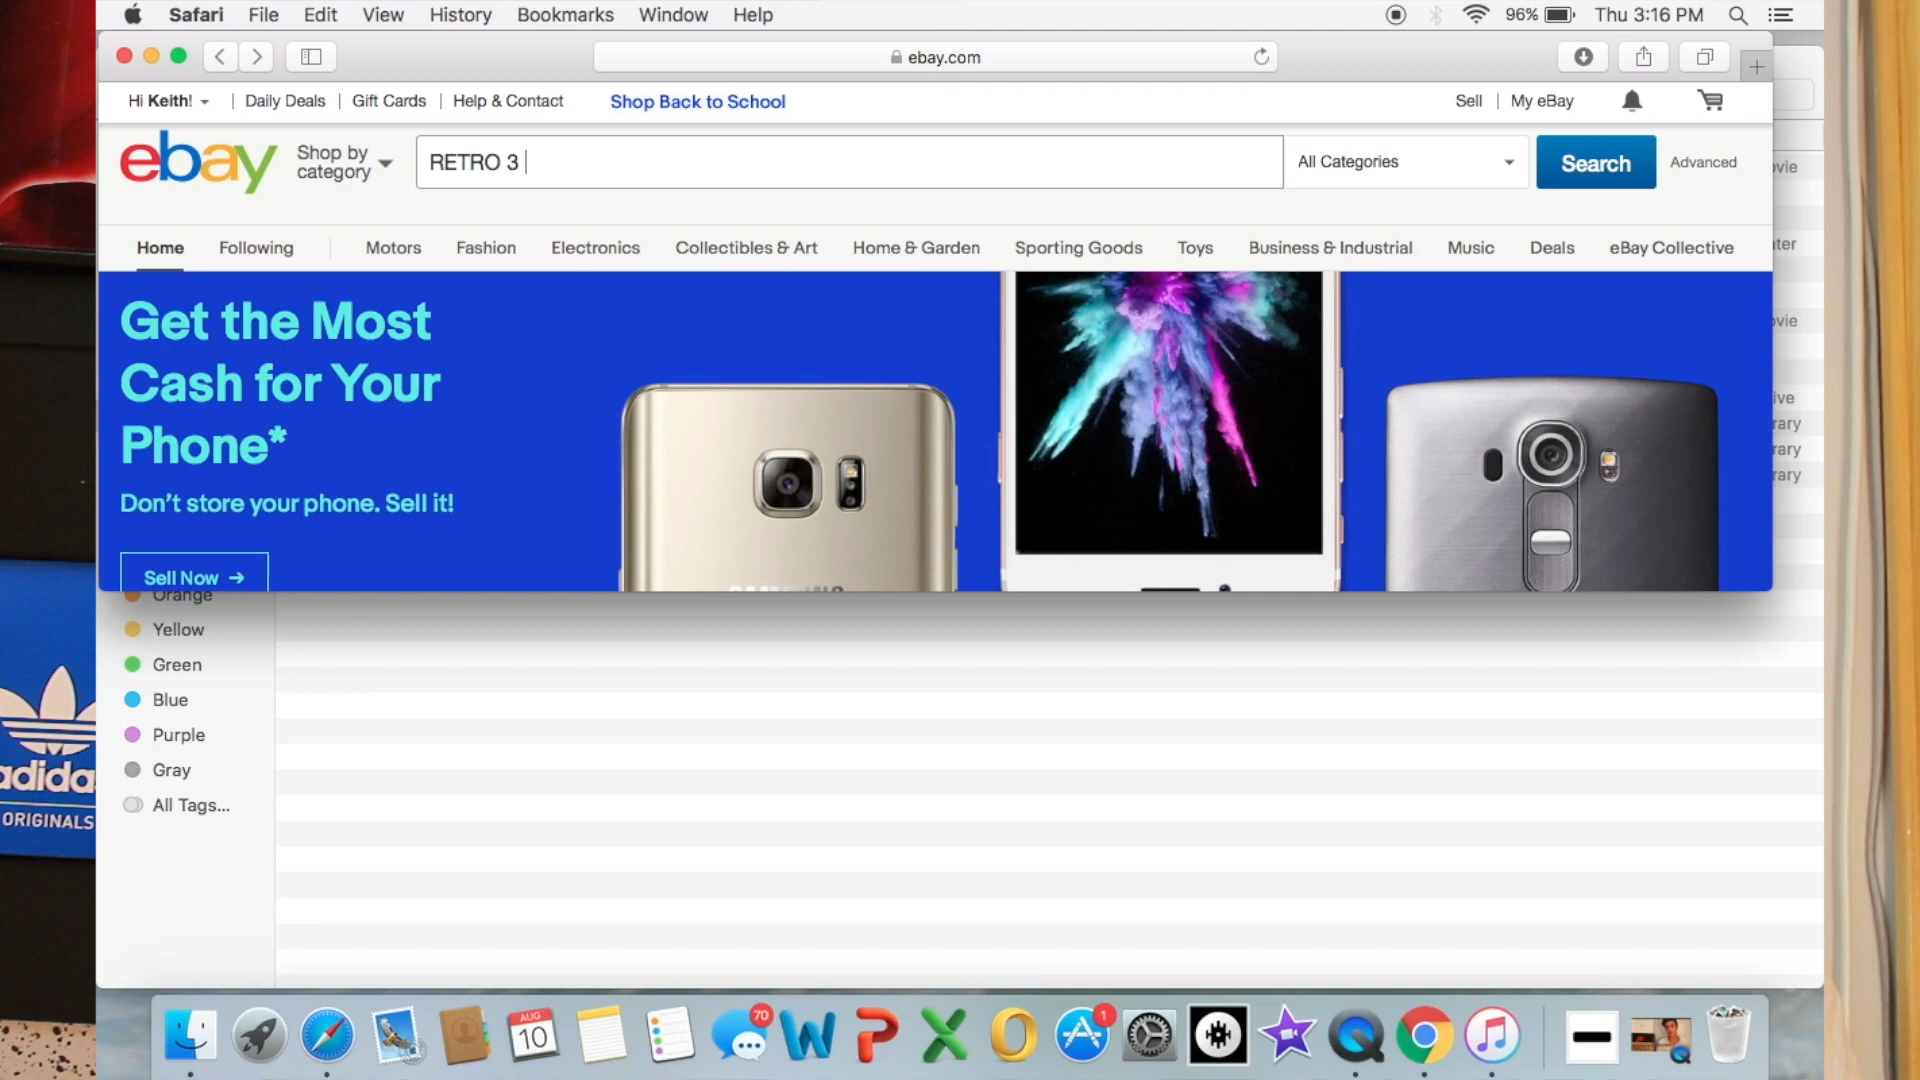 Safari File Edit View History Bookmarks Window Help 96% Thu 3:16 PM
ebay.com
Hi Keith! Daily Deals Gift Cards Help & Contact Shop Back to School Sell My eBay
ebay Shop by category RETRO 3 All Categories Search Advanced
Home Following Motors Fashion Electronics Collectibles & Art Home & Garden Sporting Goods Toys Business & Industrial Music Deals eBay Collective
Get the Most
Cash for Your
Phone*
Don't store your phone. Sell it!
Sell Now →
SAMSUNG
Orange
Yellow
Green
Blue
Purple
Gray
All Tags...
adidas
ORIGINALS
70
AUG
10
1